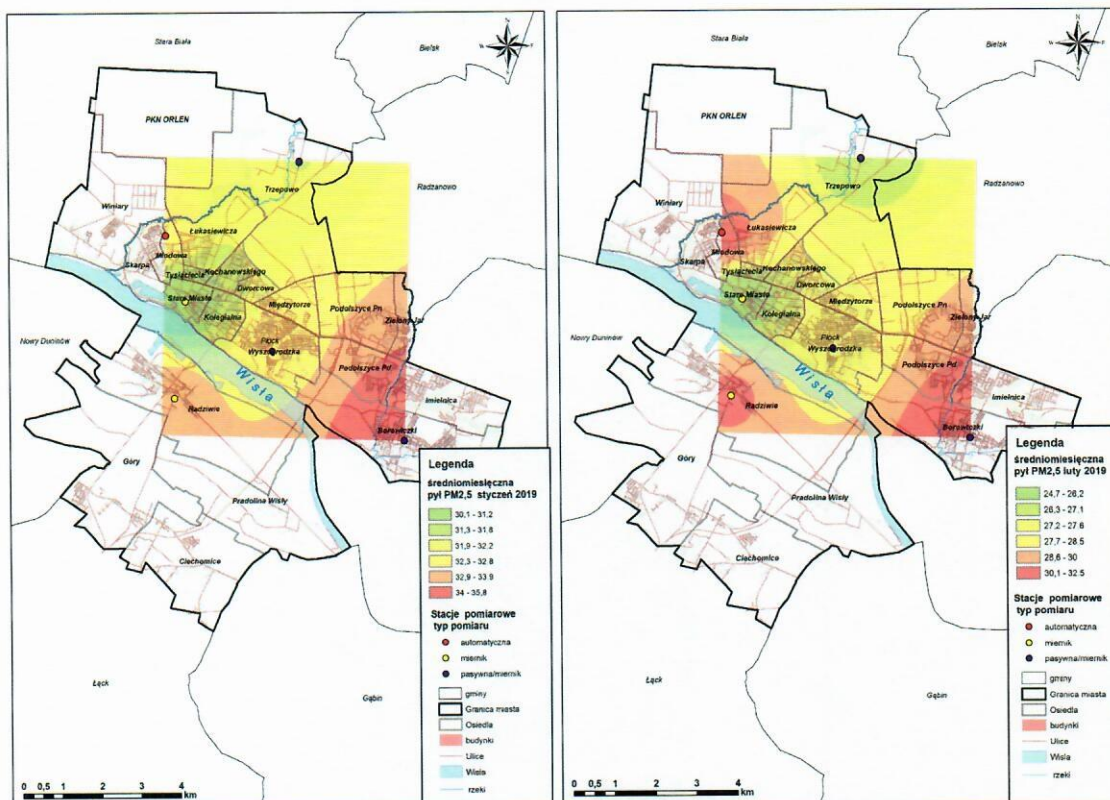 Stara Biała
Bielsk
N
W E
S
PKN ORLEN
Radzanowo
Trzepowo
Winiary
Łukasiewicza
Skarpa
Miodowa
Tysiąclecia
Kochanowskiego
Dworcowa
Stare Miasto
Międzytorze
Podolszyce Pn
Kolegialna
Zielony Jar
Nowy Duninów
Płock
Wyszogrodzka
Wisła
Podolszyce Pd
Imielnica
Radziwie
Borowiczki
Góry
Pradolina Wisły
Ciechomice
Łąck
Gąbin
Legenda
średniomiesięczna
pył PM2,5 styczeń 2019
30,1 - 31,2
31,3 - 31,8
31,9 - 32,2
32,3 - 32,8
32,9 - 33,9
34 - 35,8
Stacje pomiarowe
typ pomiaru
automatyczna
miernik
pasywna/miernik
gminy
Granica miasta
Osiedla
budynki
Ulice
Wisła
rzeki
0 0,5 1 2 3 4
km
Stara Biała
Bielsk
N
W E
S
PKN ORLEN
Radzanowo
Trzepowo
Winiary
Łukasiewicza
Skarpa
Miodowa
Tysiąclecia
Kochanowskiego
Dworcowa
Stare Miasto
Międzytorze
Podolszyce Pn
Kolegialna
Zielony Jar
Nowy Duninów
Płock
Wyszogrodzka
Wisła
Podolszyce Pd
Imielnica
Radziwie
Borowiczki
Góry
Pradolina Wisły
Ciechomice
Łąck
Gąbin
Legenda
średniomiesięczna
pył PM2,5 luty 2019
24,7 - 26,2
26,3 - 27,1
27,2 - 27,6
27,7 - 28,5
28,6 - 30
30,1 - 32,5
Stacje pomiarowe
typ pomiaru
automatyczna
miernik
pasywna/miernik
gminy
Granica miasta
Osiedla
budynki
Ulice
Wisła
rzeki
0 0,5 1 2 3 4
km